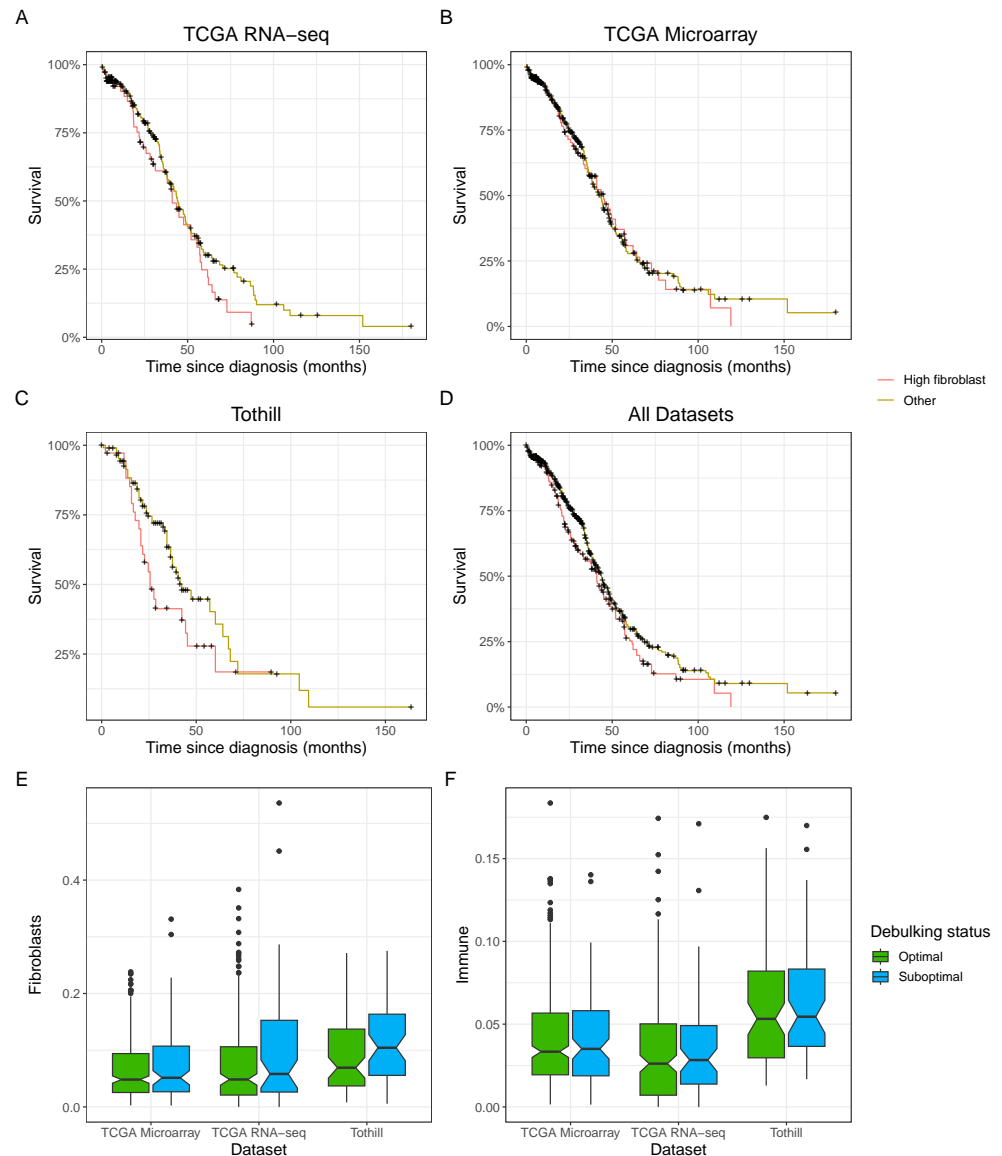 A
TCGA RNA−seq
100%
75%
50%
25%
0%
Survival
0
50
100
150
Time since diagnosis (months)
B
TCGA Microarray
100%
75%
50%
25%
0%
Survival
0
50
100
150
Time since diagnosis (months)
High fibroblast
Other
C
Tothill
100%
75%
50%
25%
Survival
0
50
100
150
Time since diagnosis (months)
D
All Datasets
100%
75%
50%
25%
0%
Survival
0
50
100
150
Time since diagnosis (months)
E
0.4
0.2
0.0
Fibroblasts
TCGA Microarray
TCGA RNA−seq
Tothill
Dataset
F
0.15
0.10
0.05
0.00
Immune
TCGA Microarray
TCGA RNA−seq
Tothill
Dataset
Debulking status
Optimal
Suboptimal